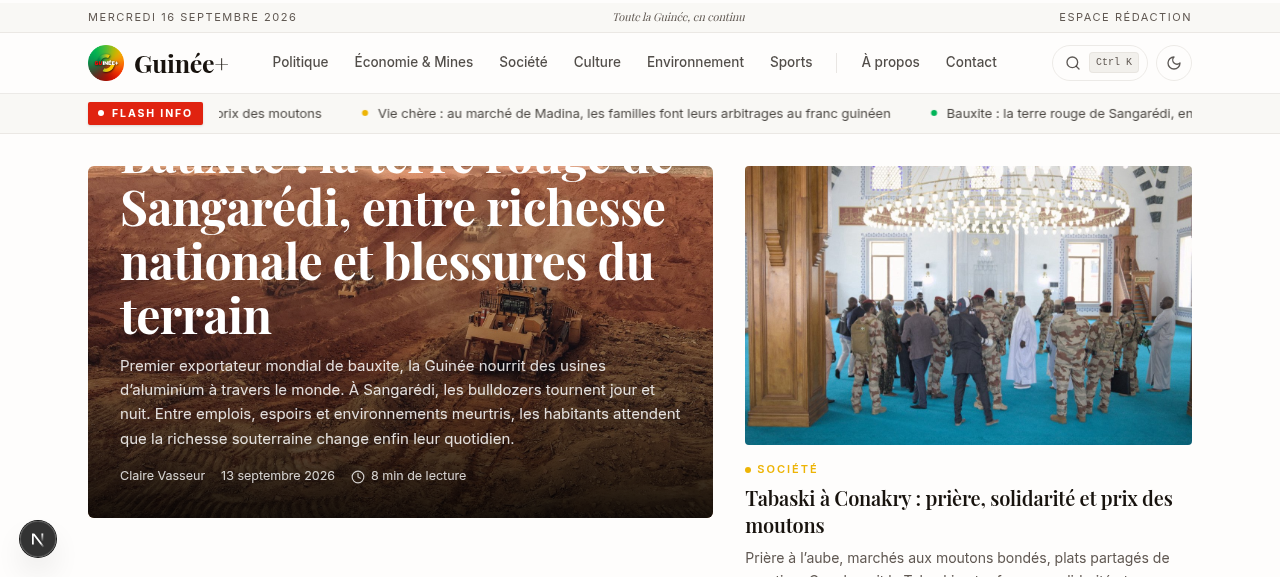 MERCREDI 16 SEPTEMBRE 2026
Toute la Guinée, en continu
ESPACE RÉDACTION
Guinée+
Politique
Économie & Mines
Société
Culture
Environnement
Sports
À propos
Contact
Ctrl K
FLASH INFO
prix des moutons
Vie chère : au marché de Madina, les familles font leurs arbitrages au franc guinéen
Bauxite : la terre rouge de Sangarédi, en
Bauxite : la terre rouge de
Sangarédi, entre richesse
nationale et blessures du
terrain
Premier exportateur mondial de bauxite, la Guinée nourrit des usines
d’aluminium à travers le monde. À Sangarédi, les bulldozers tournent jour et
nuit. Entre emplois, espoirs et environnements meurtris, les habitants attendent
que la richesse souterraine change enfin leur quotidien.
Claire Vasseur
13 septembre 2026
8 min de lecture
SOCIÉTÉ
Tabaski à Conakry : prière, solidarité et prix des
moutons
Prière à l’aube, marchés aux moutons bondés, plats partagés de